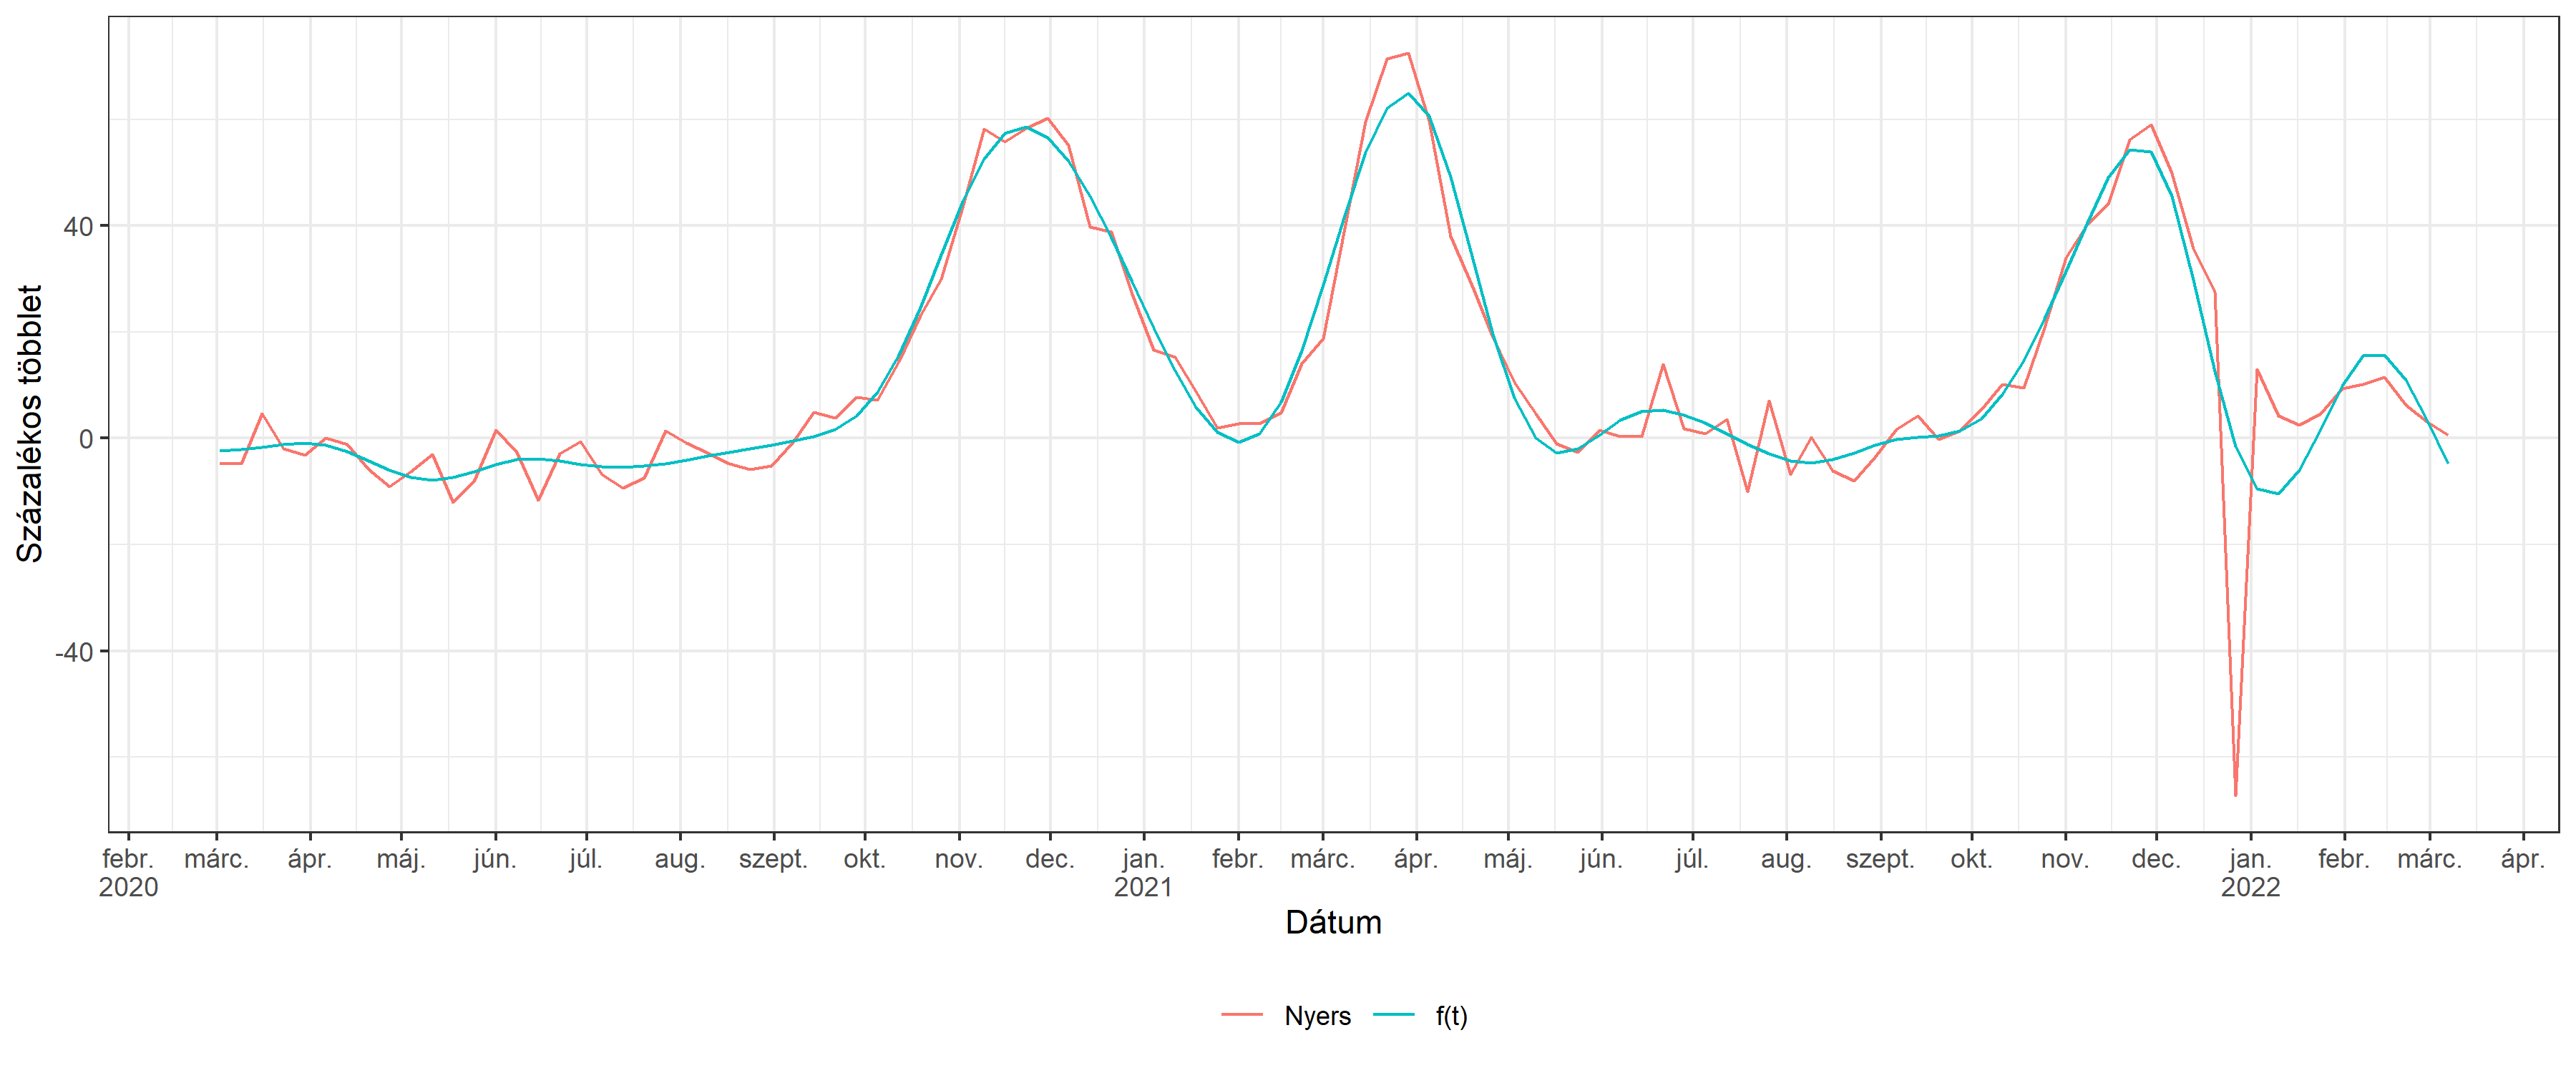 Százalékos többlet
40
0
-40
febr. márc. ápr. máj. jún. júl. aug. szept. okt. nov. dec. jan. febr. márc. ápr. máj. jún. júl. aug. szept. okt. nov. dec. jan. febr. márc. ápr.
2020 2021 2022
Dátum
Nyers f(t)